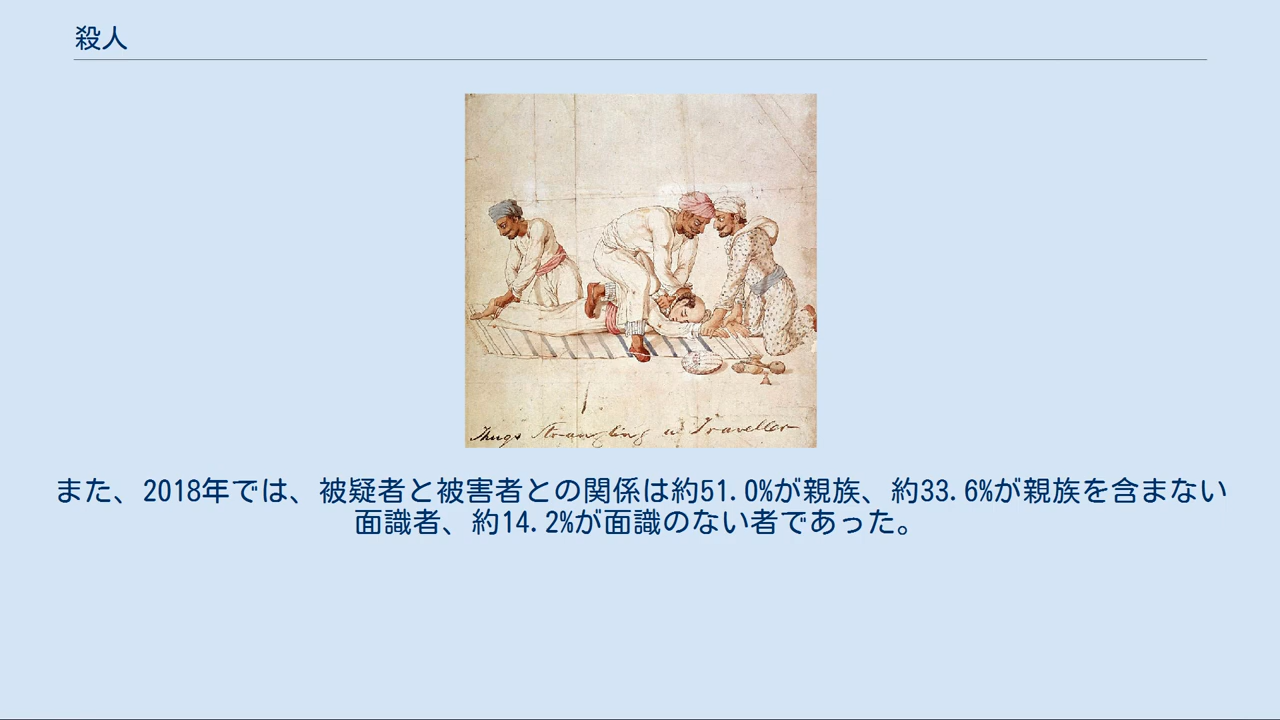 殺人
Thugs Strangling a Traveller
また、2018年では、被疑者と被害者との関係は約51.0%が親族、約33.6%が親族を含まない
面識者、約14.2%が面識のない者であった。